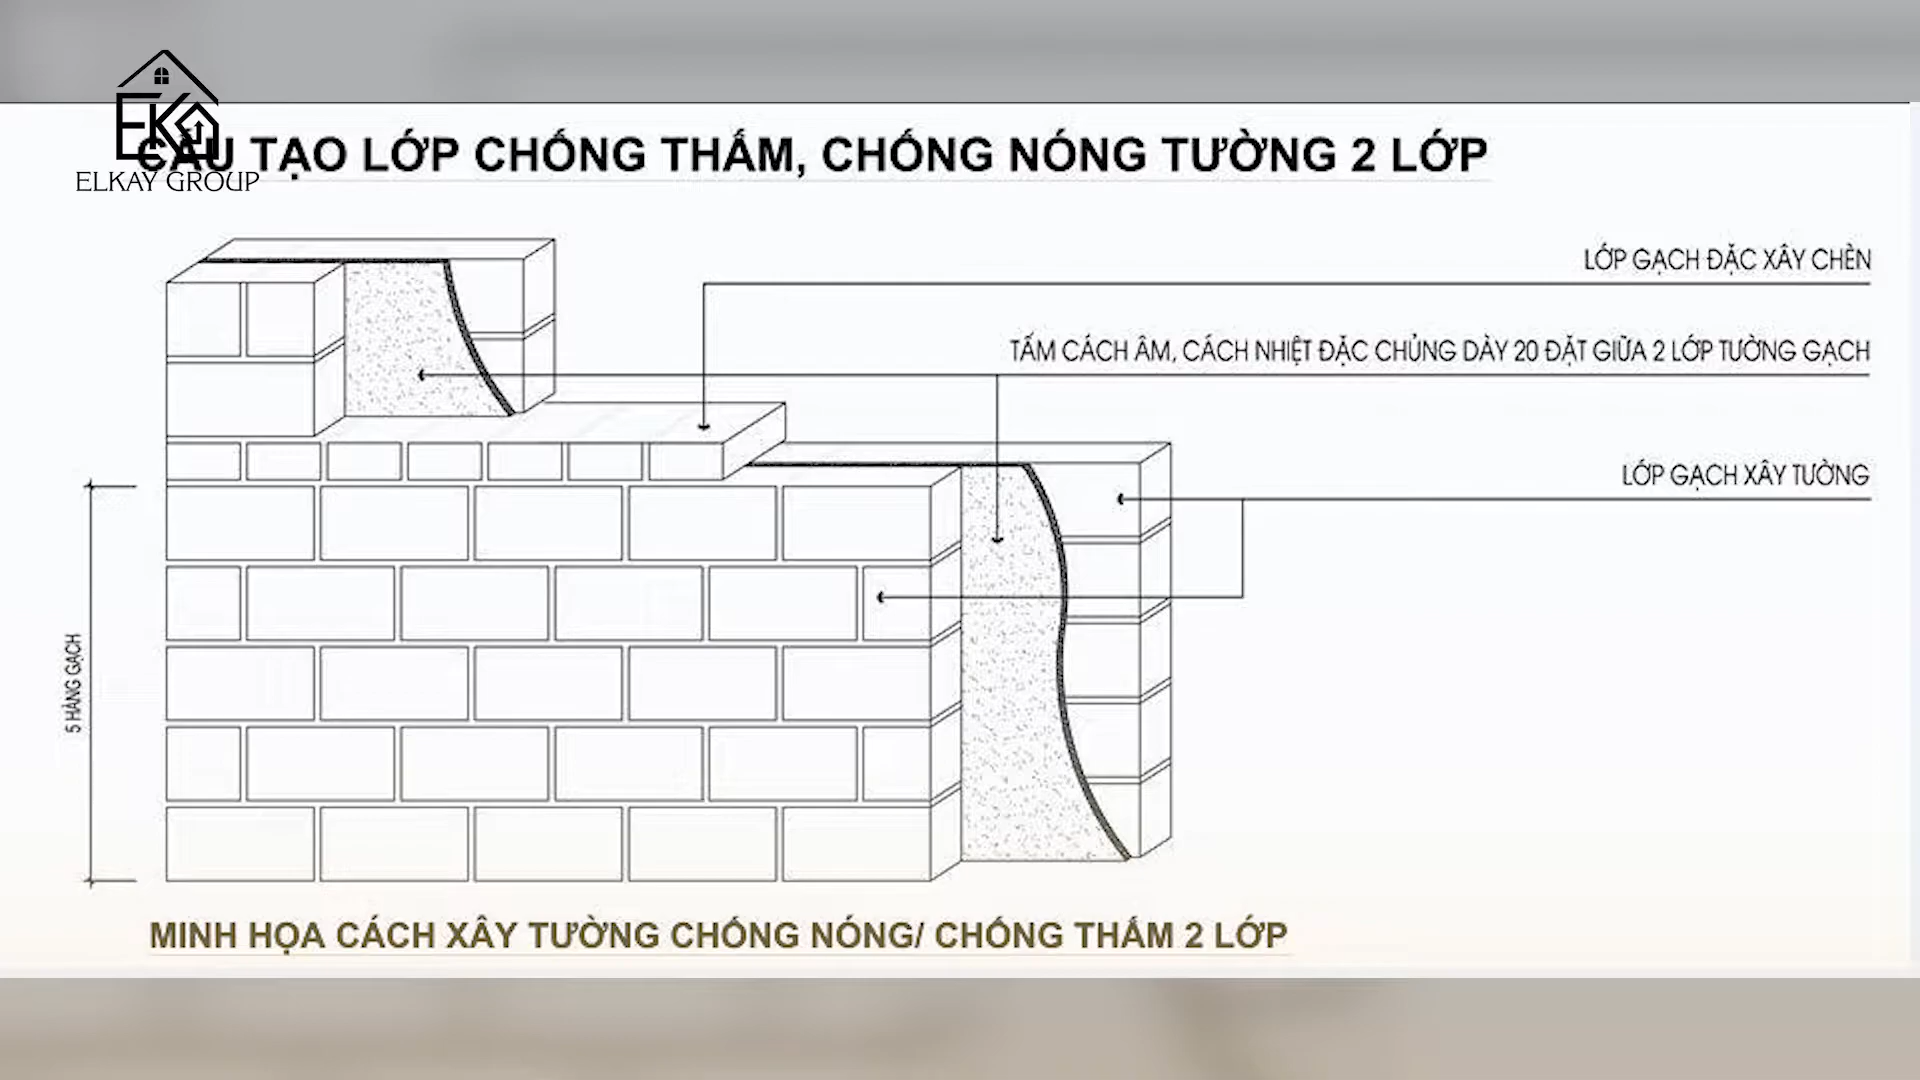 CẤU TẠO LỚP CHỐNG THẤM, CHỐNG NÓNG TƯỜNG 2 LỚP
ELKAY GROUP
LỚP GẠCH ĐẶC XÂY CHÈN
TẤM CÁCH ÂM, CÁCH NHIỆT ĐẶC CHỦNG DÀY 20 ĐẶT GIỮA 2 LỚP TƯỜNG GẠCH
LỚP GẠCH XÂY TƯỜNG
5 HÀNG GẠCH
MINH HỌA CÁCH XÂY TƯỜNG CHỐNG NÓNG/ CHỐNG THẤM 2 LỚP